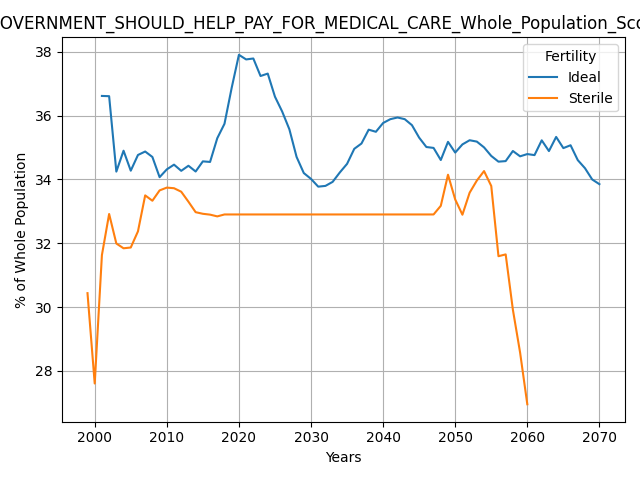 OVERNMENT_SHOULD_HELP_PAY_FOR_MEDICAL_CARE_Whole_Population_Sco
Fertility
Ideal
Sterile
% of Whole Population
38
36
34
32
30
28
2000 2010 2020 2030 2040 2050 2060 2070
Years